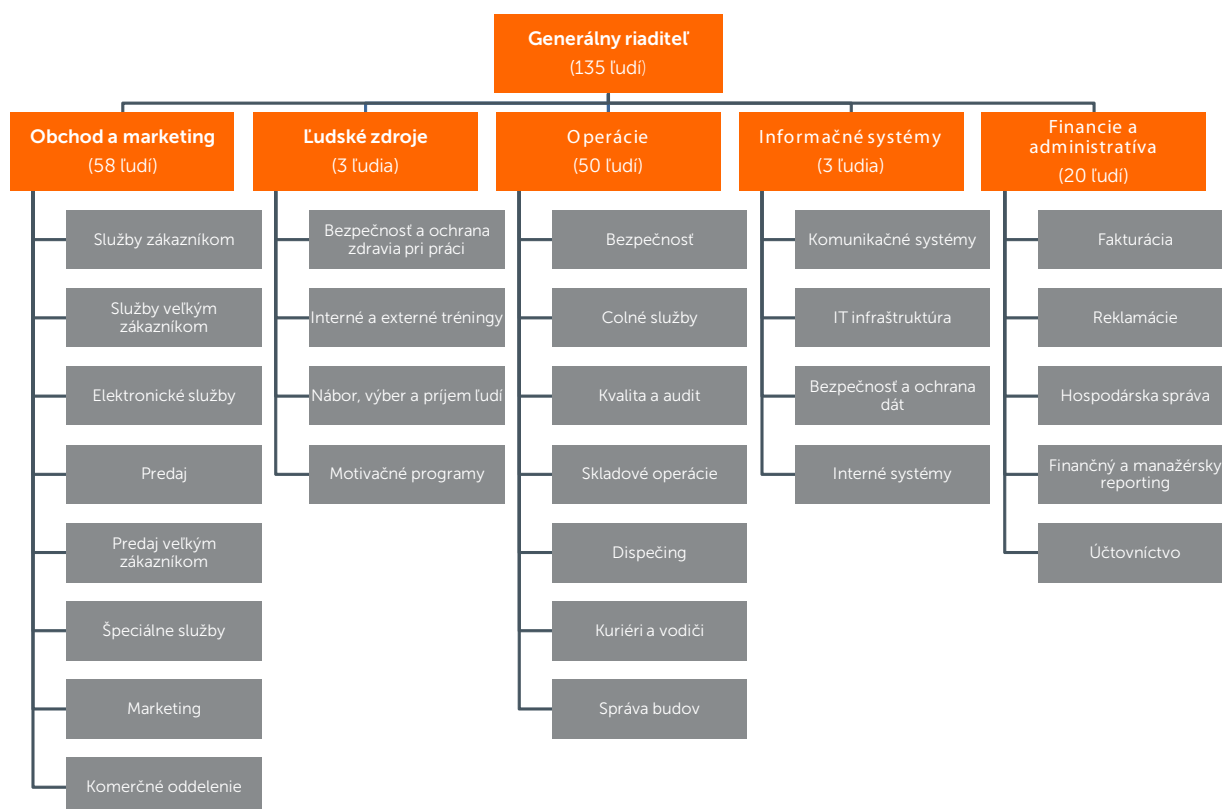 Generálny riaditeľ
(135 ľudí)
Obchod a marketing
(58 ľudí)
Služby zákazníkom
Služby veľkým
zákazníkom
Elektronické služby
Predaj
Predaj veľkým
zákazníkom
Špeciálne služby
Marketing
Komerčné oddelenie
Ľudské zdroje
(3 ľudia)
Bezpečnosť a ochrana
zdravia pri práci
Interné a externé tréningy
Nábor, výber a príjem ľudí
Motivačné programy
Operácie
(50 ľudí)
Bezpečnosť
Colné služby
Kvalita a audit
Skladové operácie
Dispečing
Kuriéri a vodiči
Správa budov
Informačné systémy
(3 ľudia)
Komunikačné systémy
IT infraštruktúra
Bezpečnosť a ochrana
dát
Interné systémy
Financie a
administratíva
(20 ľudí)
Fakturácia
Reklamácie
Hospodárska správa
Finančný a manažérsky
reporting
Účtovníctvo